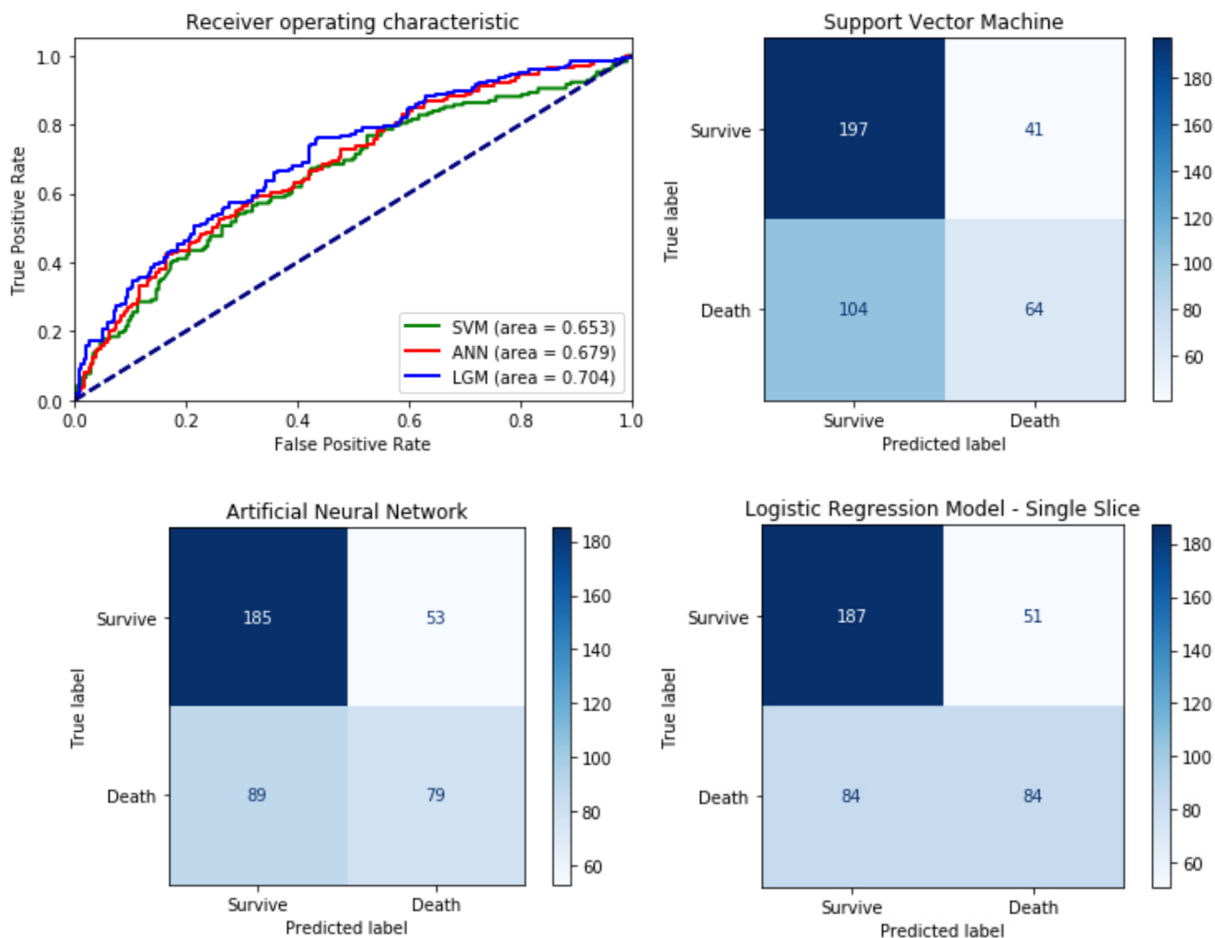 Receiver operating characteristic
1.0
0.8
0.6
0.4
0.2
0.0
True Positive Rate
0.0 0.2 0.4 0.6 0.8 1.0
False Positive Rate
SVM (area = 0.653)
ANN (area = 0.679)
LGM (area = 0.704)
Support Vector Machine
True label
Survive 197 41
Death 104 64
Survive Death
Predicted label
180
160
140
120
100
80
60
Artificial Neural Network
True label
Survive 185 53
Death 89 79
Survive Death
Predicted label
180
160
140
120
100
80
60
Logistic Regression Model - Single Slice
True label
Survive 187 51
Death 84 84
Survive Death
Predicted label
180
160
140
120
100
80
60